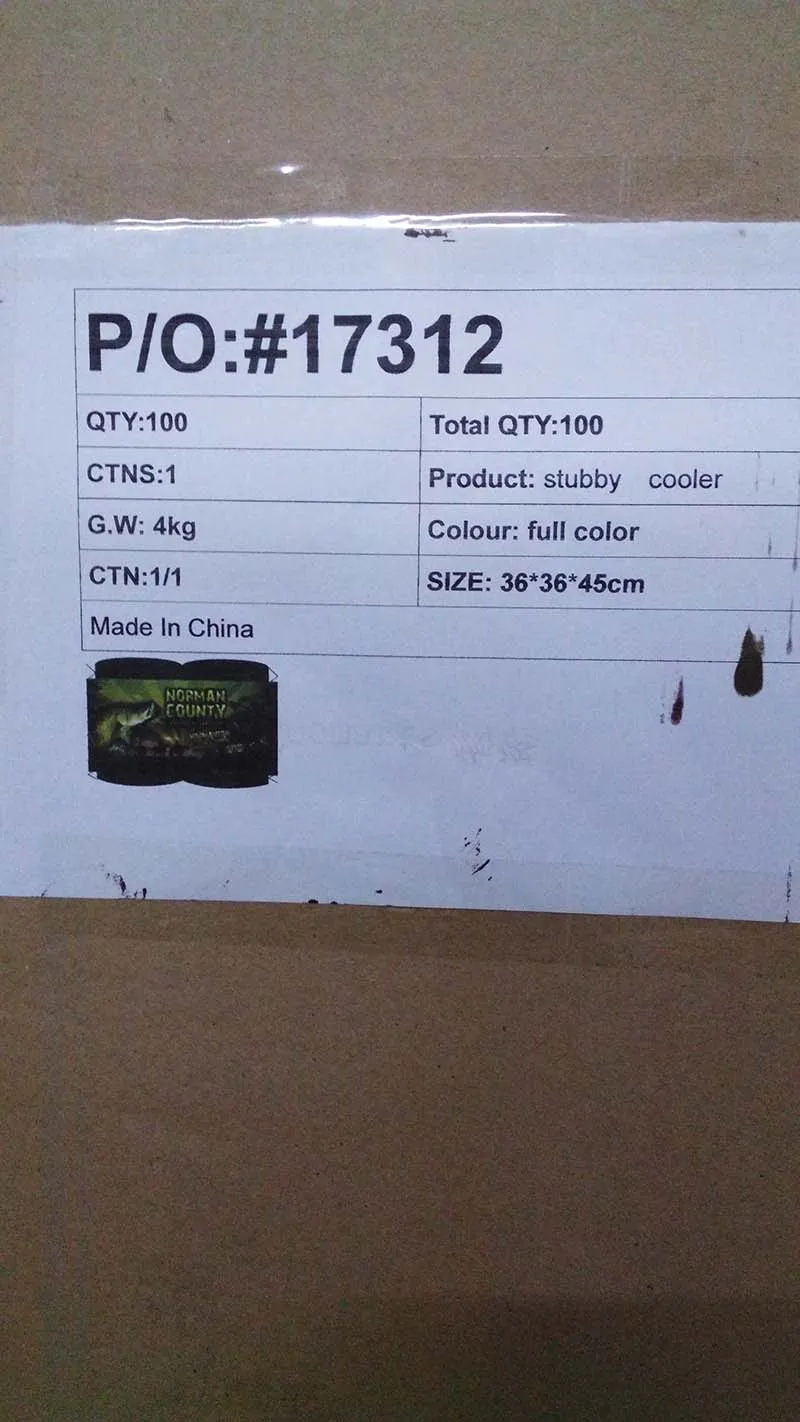 P/O:#17312
QTY:100
Total QTY:100
CTNS:1
Product: stubby cooler
G.W: 4kg
Colour: full color
CTN:1/1
SIZE: 36*36*45cm
Made In China
NORMAN
COUNTY